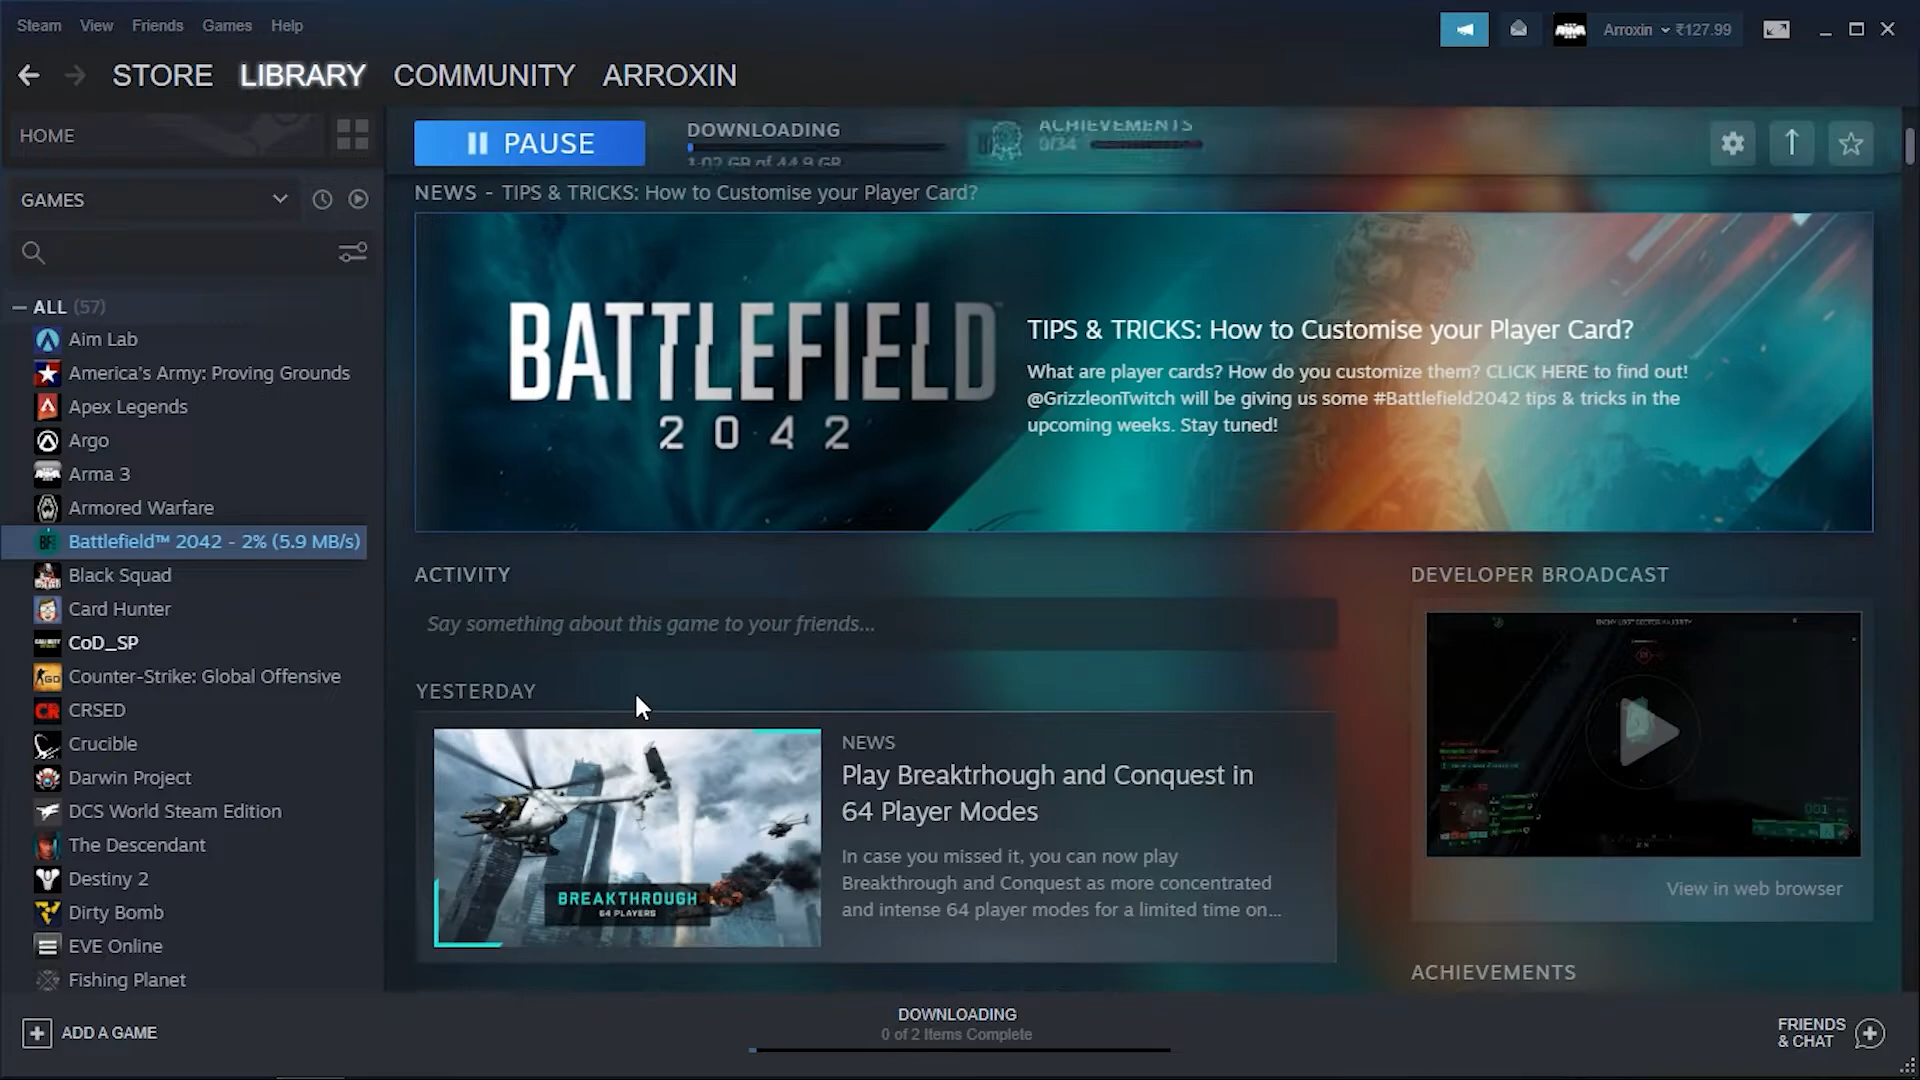 Steam View Friends Games Help
Arroxin ₹127.99
STORE LIBRARY COMMUNITY ARROXIN
HOME
PAUSE
DOWNLOADING
1.02 GB of 44.9 GB
ACHIEVEMENTS
0/34
GAMES
NEWS - TIPS & TRICKS: How to Customise your Player Card?
BATTLEFIELD
2042
TIPS & TRICKS: How to Customise your Player Card?
What are player cards? How do you customize them? CLICK HERE to find out!
@GrizzleonTwitch will be giving us some #Battlefield2042 tips & tricks in the
upcoming weeks. Stay tuned!
ALL (57)
Aim Lab
America's Army: Proving Grounds
Apex Legends
Argo
Arma 3
Armored Warfare
Battlefield™ 2042 - 2% (5.9 MB/s)
Black Squad
Card Hunter
CoD_SP
Counter-Strike: Global Offensive
CRSED
Crucible
Darwin Project
DCS World Steam Edition
The Descendant
Destiny 2
Dirty Bomb
EVE Online
Fishing Planet
ACTIVITY
Say something about this game to your friends...
YESTERDAY
BREAKTHROUGH
64 PLAYERS
NEWS
Play Breaktrhough and Conquest in
64 Player Modes
In case you missed it, you can now play
Breakthrough and Conquest as more concentrated
and intense 64 player modes for a limited time on...
DEVELOPER BROADCAST
View in web browser
ACHIEVEMENTS
ADD A GAME
DOWNLOADING
0 of 2 Items Complete
FRIENDS
& CHAT